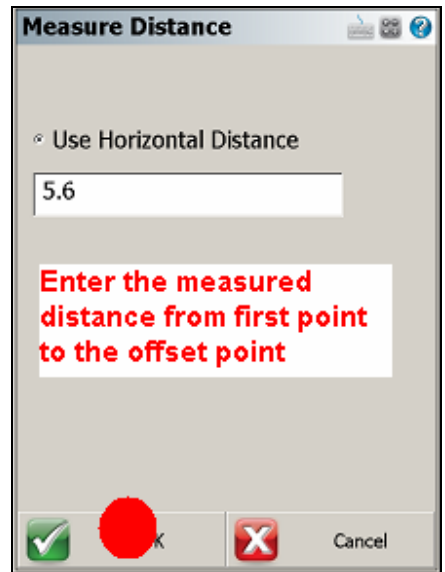 Measure Distance
Use Horizontal Distance
5.6
Enter the measured
distance from first point
to the offset point
Cancel